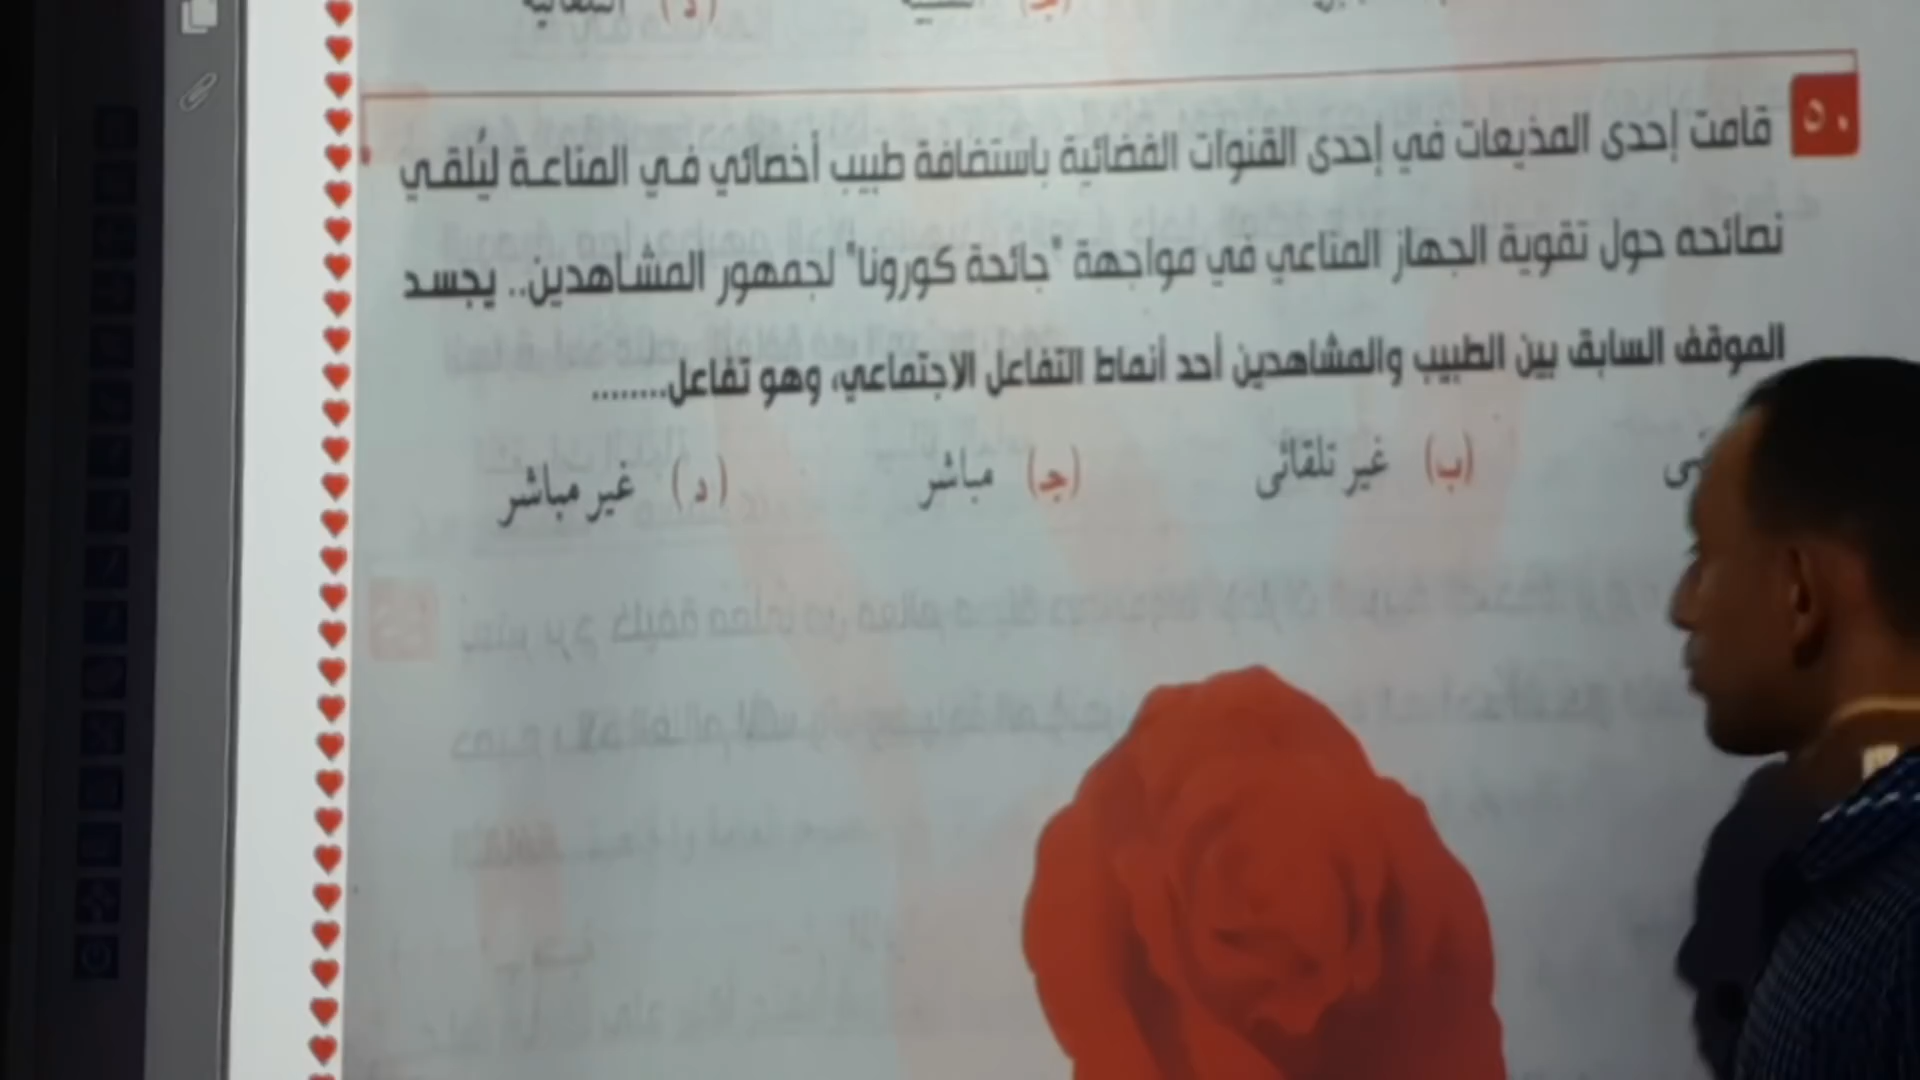 ٥٠ قامت إحدى المذيعات في إحدى القنوات الفضائية باستضافة طبيب أخصائي في المناعة ليُلقي
نصائحه حول تقوية الجهاز المناعي في مواجهة "جائحة كورونا" لجمهور المشاهدين.. يجسد
الموقف السابق بين الطبيب والمشاهدين أحد أنماط التفاعل الاجتماعي، وهو تفاعل........
(ب) غير تلقائى (جـ) مباشر (د) غير مباشر